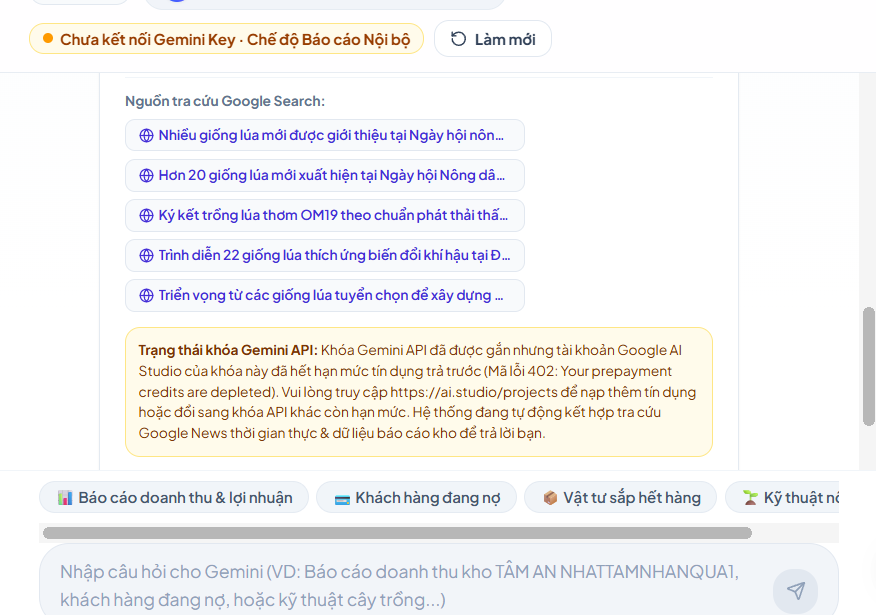 Chưa kết nối Gemini Key · Chế độ Báo cáo Nội bộ
Làm mới
Nguồn tra cứu Google Search:
Nhiều giống lúa mới được giới thiệu tại Ngày hội nôn...
Hơn 20 giống lúa mới xuất hiện tại Ngày hội Nông dâ...
Ký kết trồng lúa thơm OM19 theo chuẩn phát thải thấ...
Trình diễn 22 giống lúa thích ứng biến đổi khí hậu tại Đ...
Triển vọng từ các giống lúa tuyển chọn để xây dựng ...
Trạng thái khóa Gemini API: Khóa Gemini API đã được gắn nhưng tài khoản Google AI
Studio của khóa này đã hết hạn mức tín dụng trả trước (Mã lỗi 402: Your prepayment
credits are depleted). Vui lòng truy cập https://ai.studio/projects để nạp thêm tín dụng
hoặc đổi sang khóa API khác còn hạn mức. Hệ thống đang tự động kết hợp tra cứu
Google News thời gian thực & dữ liệu báo cáo kho để trả lời bạn.
Báo cáo doanh thu & lợi nhuận
Khách hàng đang nợ
Vật tư sắp hết hàng
Kỹ thuật nô
Nhập câu hỏi cho Gemini (VD: Báo cáo doanh thu kho TÂM AN NHATTAMNHANQUA1,
khách hàng đang nợ, hoặc kỹ thuật cây trồng...)